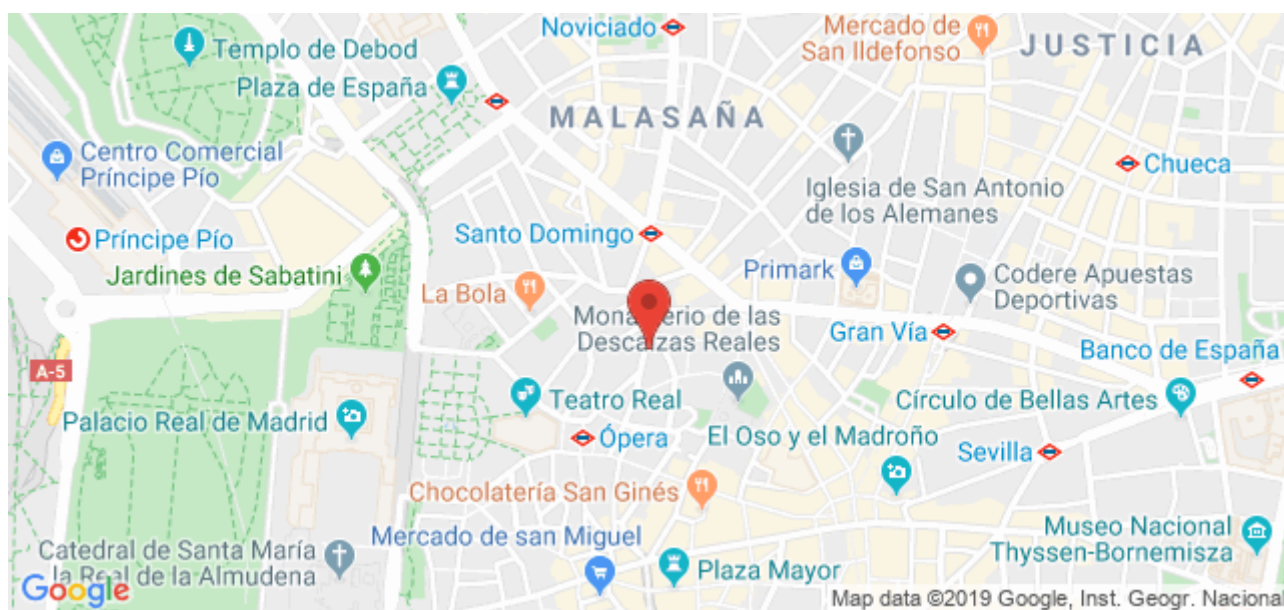 Noviciado
Mercado de
San Ildefonso
JUSTICIA
Templo de Debod
Plaza de España
MALASAÑA
Centro Comercial
Príncipe Pío
Chueca
Iglesia de San Antonio
de los Alemanes
Príncipe Pío
Santo Domingo
Jardines de Sabatini
Primark
Codere Apuestas
Deportivas
La Bola
Monasterio de las
Descalzas Reales
Gran Vía
Banco de España
A-5
Teatro Real
Círculo de Bellas Artes
Palacio Real de Madrid
Ópera
El Oso y el Madroño
Sevilla
Chocolatería San Ginés
Mercado de san Miguel
Museo Nacional
Thyssen-Bornemisza
Catedral de Santa María
la Real de la Almudena
Plaza Mayor
Google
Map data ©2019 Google, Inst. Geogr. Naciona